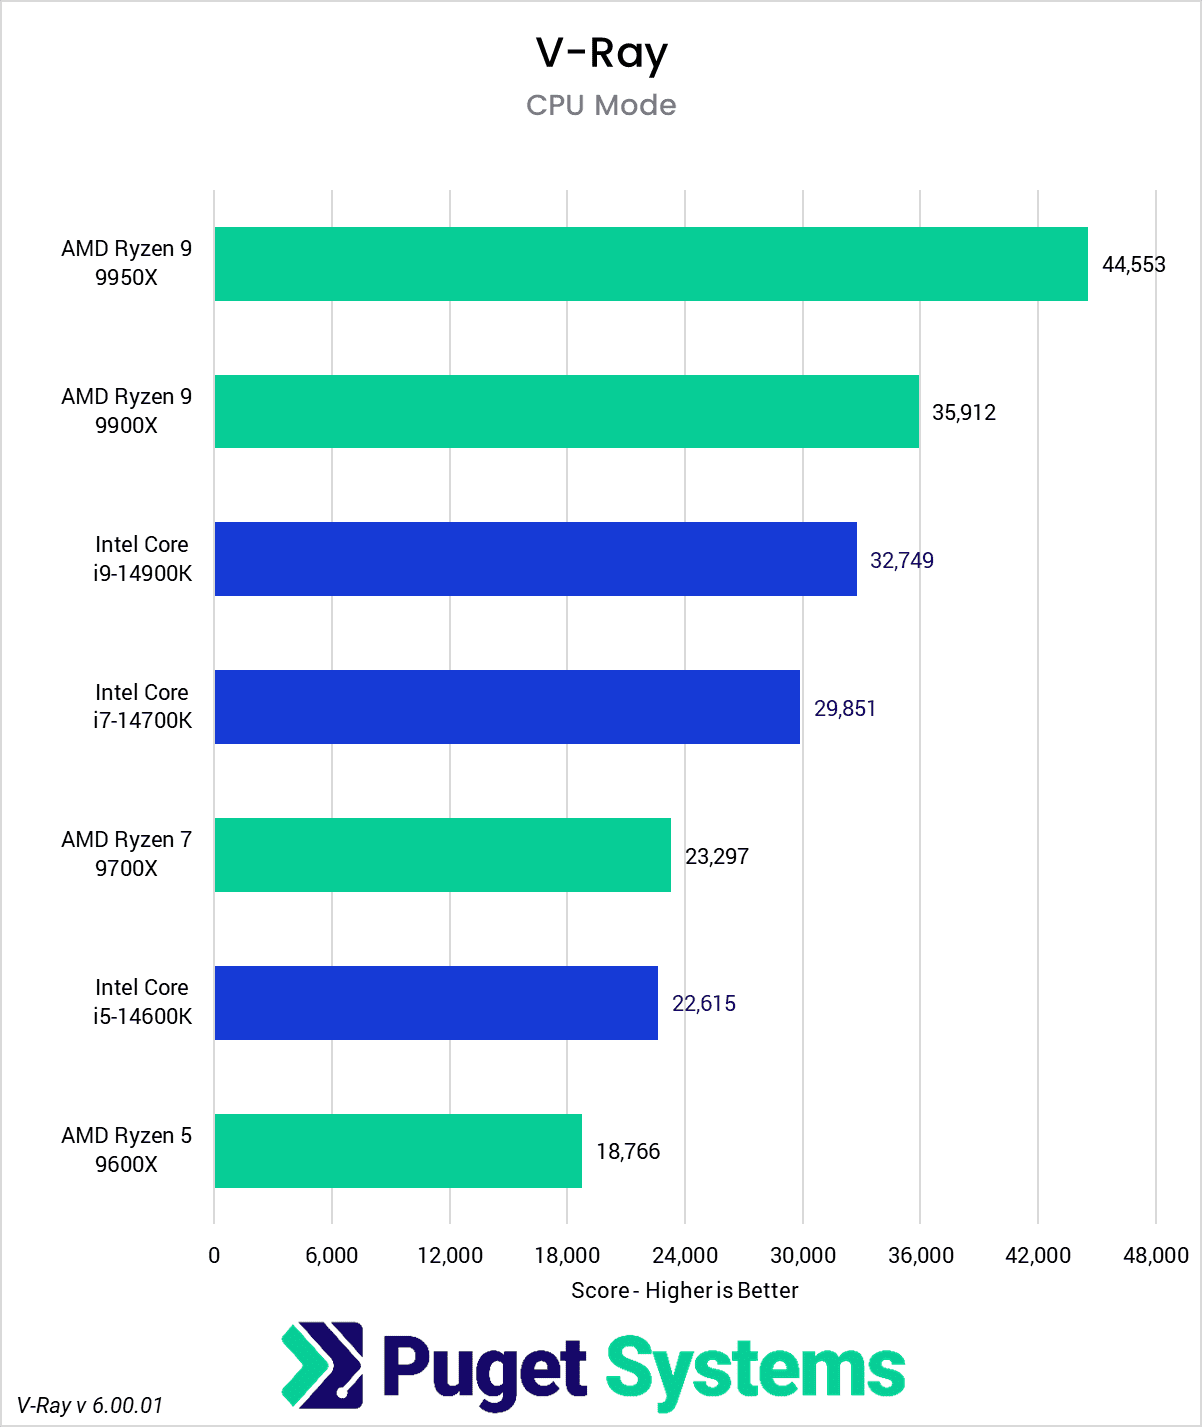 V-Ray
CPU Mode
AMD Ryzen 9
9950X
44,553
AMD Ryzen 9
9900X
35,912
Intel Core
i9-14900K
32,749
Intel Core
i7-14700K
29,851
AMD Ryzen 7
9700X
23,297
Intel Core
i5-14600K
22,615
AMD Ryzen 5
9600X
18,766
0 6,000 12,000 18,000 24,000 30,000 36,000 42,000 48,000
Score - Higher is Better
Puget Systems
V-Ray v 6.00.01